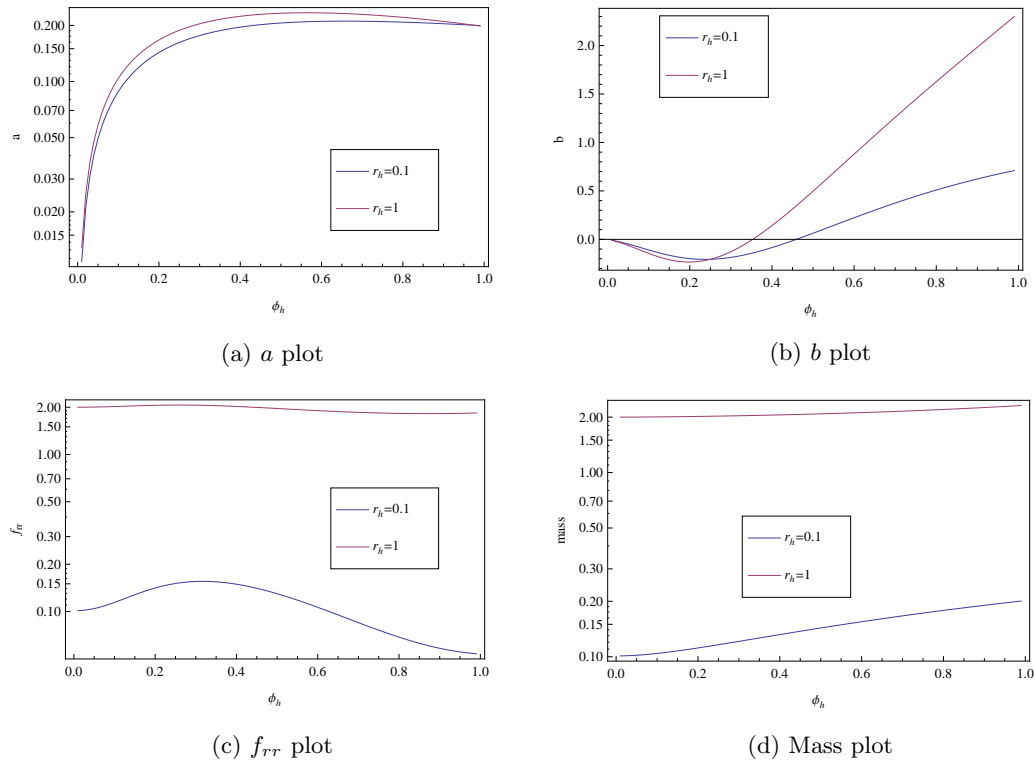 a
0.200
0.150
0.100
0.070
0.050
0.030
0.020
0.015
r_h=0.1
r_h=1
0.0 0.2 0.4 0.6 0.8 1.0
ϕ_h
(a) a plot
b
2.0
1.5
1.0
0.5
0.0
r_h=0.1
r_h=1
0.0 0.2 0.4 0.6 0.8 1.0
ϕ_h
(b) b plot
f_rr
2.00
1.50
1.00
0.70
0.50
0.30
0.20
0.15
0.10
r_h=0.1
r_h=1
0.0 0.2 0.4 0.6 0.8 1.0
ϕ_h
(c) f_rr plot
mass
2.00
1.50
1.00
0.70
0.50
0.30
0.20
0.15
0.10
r_h=0.1
r_h=1
0.0 0.2 0.4 0.6 0.8 1.0
ϕ_h
(d) Mass plot